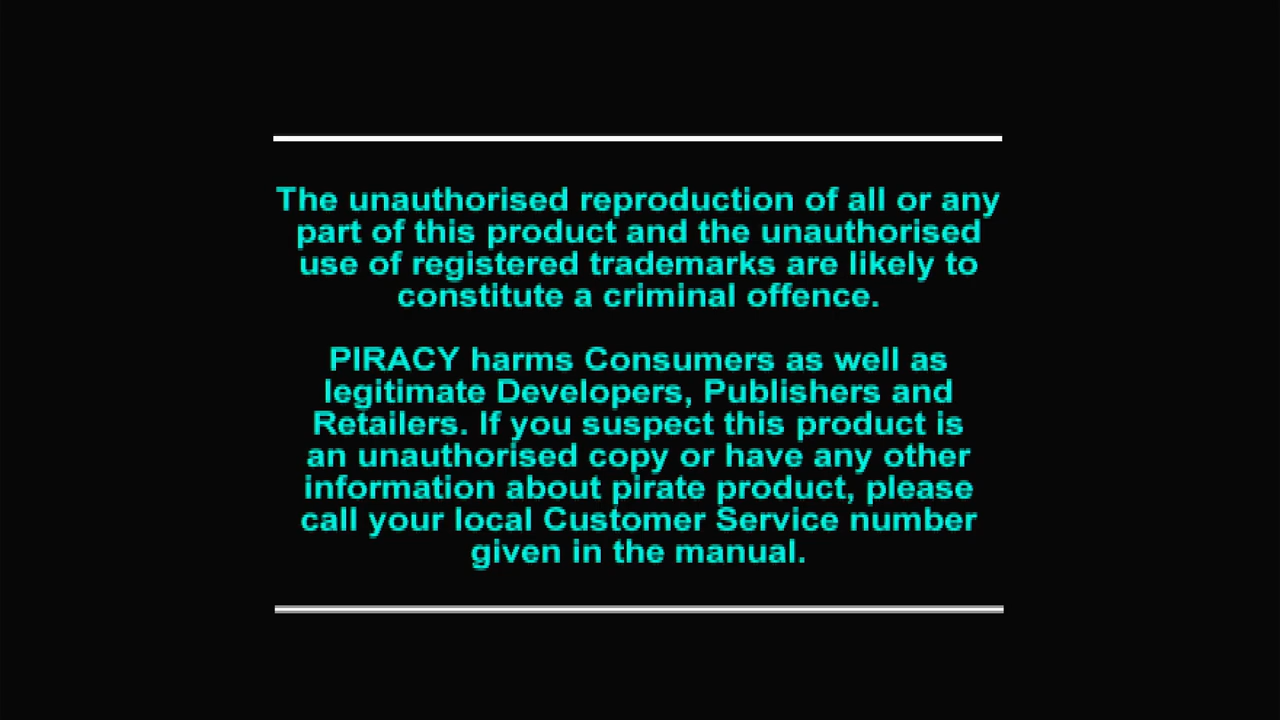 The unauthorised reproduction of all or any
part of this product and the unauthorised
use of registered trademarks are likely to
constitute a criminal offence.
PIRACY harms Consumers as well as
legitimate Developers, Publishers and
Retailers. If you suspect this product is
an unauthorised copy or have any other
information about pirate product, please
call your local Customer Service number
given in the manual.